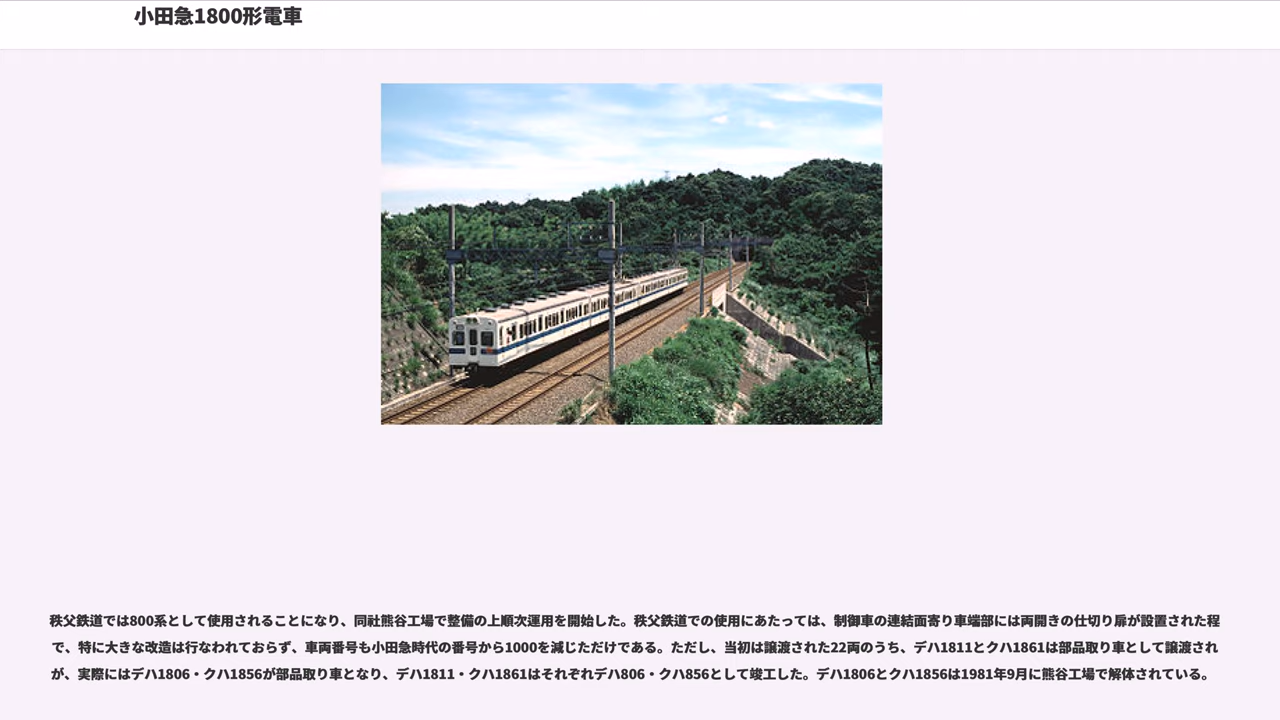 小田急1800形電車
秩父鉄道では800系として使用されることになり、同社熊谷工場で整備の上順次運用を開始した。秩父鉄道での使用にあたっては、制御車の連結面寄り車端部には両開きの仕切り扉が設置された程
で、特に大きな改造は行なわれておらず、車両番号も小田急時代の番号から1000を減じただけである。ただし、当初は譲渡された22両のうち、デハ1811とクハ1861は部品取り車として譲渡され
が、実際にはデハ1806・クハ1856が部品取り車となり、デハ1811・クハ1861はそれぞれデハ806・クハ856として竣工した。デハ1806とクハ1856は1981年9月に熊谷工場で解体されている。